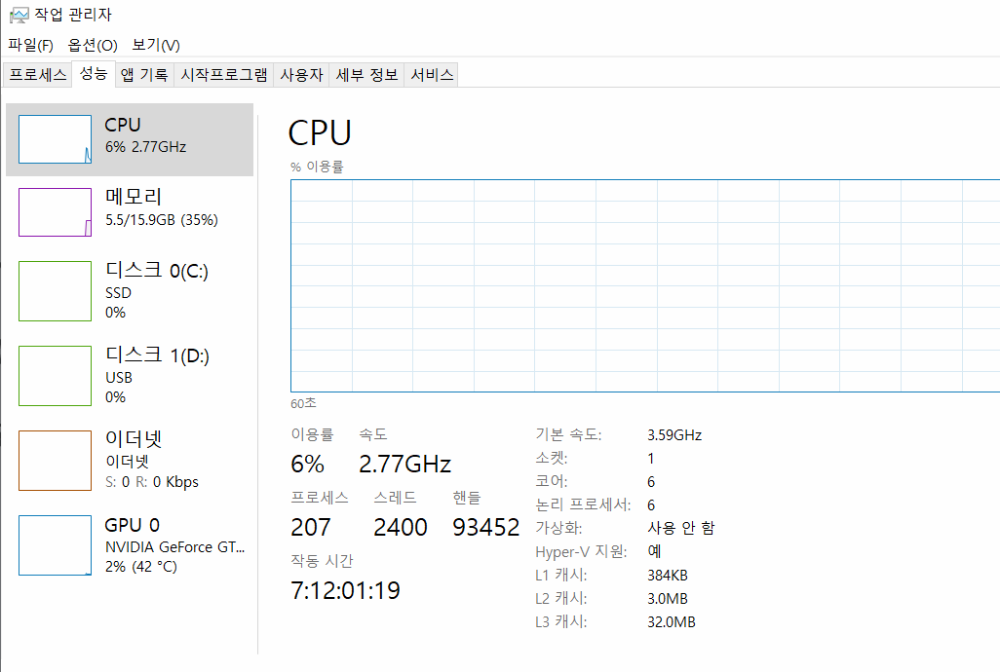 작업 관리자
파일(F) 옵션(O) 보기(V)
프로세스 성능 앱 기록 시작프로그램 사용자 세부 정보 서비스
CPU
6% 2.77GHz
메모리
5.5/15.9GB (35%)
디스크 0(C:)
SSD
0%
디스크 1(D:)
USB
0%
이더넷
이더넷
S: 0 R: 0 Kbps
GPU 0
NVIDIA GeForce GT...
2% (42 °C)
CPU
% 이용률
60초
이용률 속도
6% 2.77GHz
프로세스 스레드 핸들
207 2400 93452
작동 시간
7:12:01:19
기본 속도: 3.59GHz
소켓: 1
코어: 6
논리 프로세서: 6
가상화: 사용 안 함
Hyper-V 지원: 예
L1 캐시: 384KB
L2 캐시: 3.0MB
L3 캐시: 32.0MB